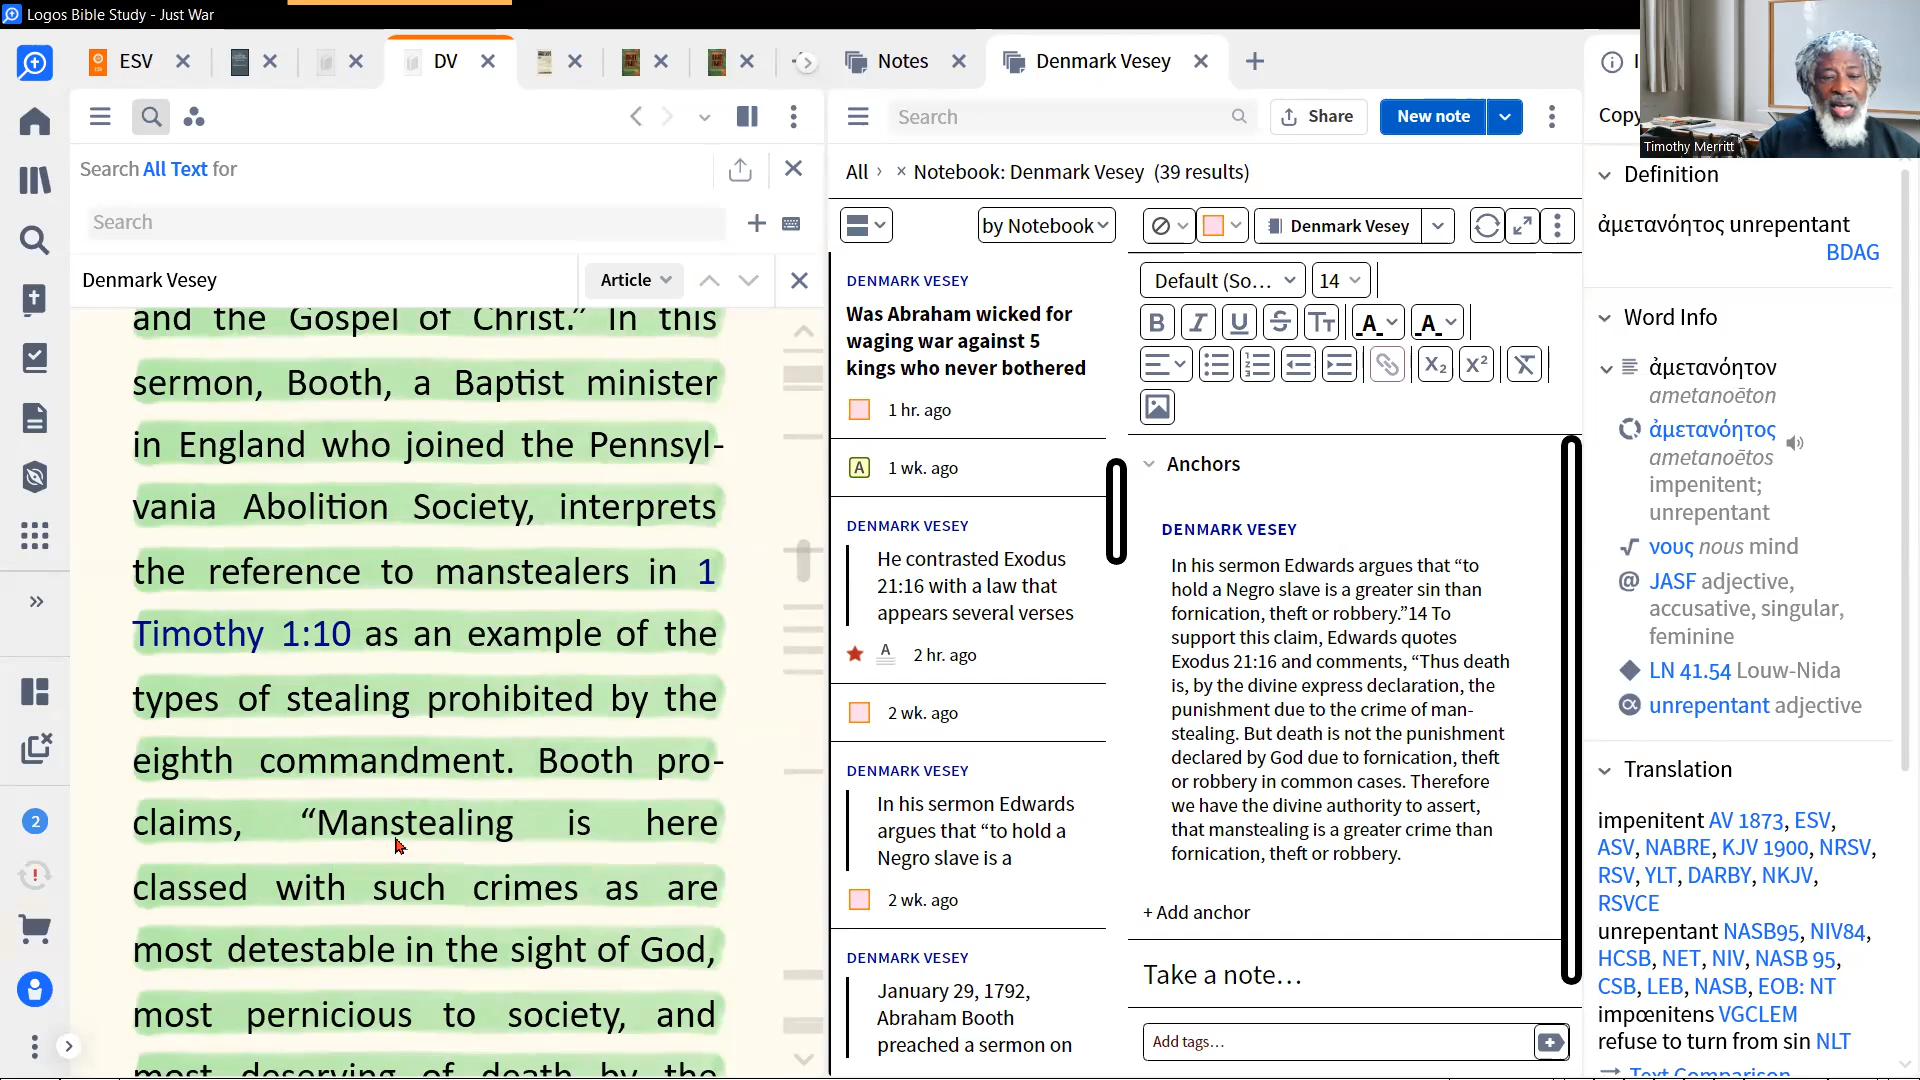 Logos Bible Study - Just War
ESV
DV
Notes
Denmark Vesey
Timothy Merritt
Search
Share
New note
Copy
Search All Text for
All › × Notebook: Denmark Vesey (39 results)
Search
by Notebook
Denmark Vesey
Denmark Vesey
Article
Default (So...
14
and the Gospel of Christ.” In this
sermon, Booth, a Baptist minister
in England who joined the Pennsyl-
vania Abolition Society, interprets
the reference to manstealers in 1
Timothy 1:10 as an example of the
types of stealing prohibited by the
eighth commandment. Booth pro-
claims, “Manstealing is here
classed with such crimes as are
most detestable in the sight of God,
most pernicious to society, and
most deserving of death by the
DENMARK VESEY
Was Abraham wicked for
waging war against 5
kings who never bothered
1 hr. ago
A 1 wk. ago
DENMARK VESEY
He contrasted Exodus
21:16 with a law that
appears several verses
A 2 hr. ago
2 wk. ago
DENMARK VESEY
In his sermon Edwards
argues that “to hold a
Negro slave is a
2 wk. ago
DENMARK VESEY
January 29, 1792,
Abraham Booth
preached a sermon on
B I U S TT A A
X₂ X²
Anchors
DENMARK VESEY
In his sermon Edwards argues that “to
hold a Negro slave is a greater sin than
fornication, theft or robbery.”14 To
support this claim, Edwards quotes
Exodus 21:16 and comments, “Thus death
is, by the divine express declaration, the
punishment due to the crime of man-
stealing. But death is not the punishment
declared by God due to fornication, theft
or robbery in common cases. Therefore
we have the divine authority to assert,
that manstealing is a greater crime than
fornication, theft or robbery.
+ Add anchor
Take a note...
Add tags...
Definition
ἀμετανόητος unrepentant
BDAG
Word Info
ἀμετανόητον
ametanoēton
ἀμετανόητος
ametanoētos
impenitent;
unrepentant
νους nous mind
@ JASF adjective,
accusative, singular,
feminine
LN 41.54 Louw-Nida
unrepentant adjective
Translation
impenitent AV 1873, ESV,
ASV, NABRE, KJV 1900, NRSV,
RSV, YLT, DARBY, NKJV,
RSVCE
unrepentant NASB95, NIV84,
HCSB, NET, NIV, NASB 95,
CSB, LEB, NASB, EOB: NT
impœnitens VGCLEM
refuse to turn from sin NLT
Text Comparison
2